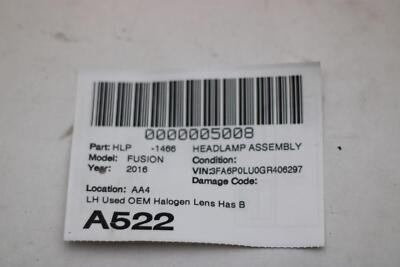 0000005008
Part: HLP -1466 HEADLAMP ASSEMBLY
Model: FUSION Condition:
Year: 2016 VIN:3FA6P0LU0GR406297
Damage Code:
Location: AA4
LH Used OEM Halogen Lens Has B
A522